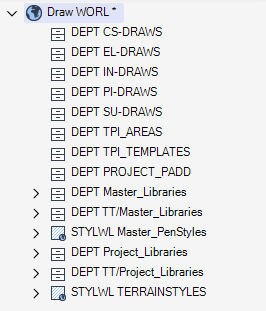 Draw WORL *
DEPT CS-DRAWS
DEPT EL-DRAWS
DEPT IN-DRAWS
DEPT PI-DRAWS
DEPT SU-DRAWS
DEPT TPI_AREAS
DEPT TPI_TEMPLATES
DEPT PROJECT_PADD
DEPT Master_Libraries
DEPT TT/Master_Libraries
STYLWL Master_PenStyles
DEPT Project_Libraries
DEPT TT/Project_Libraries
STYLWL TERRAINSTYLES